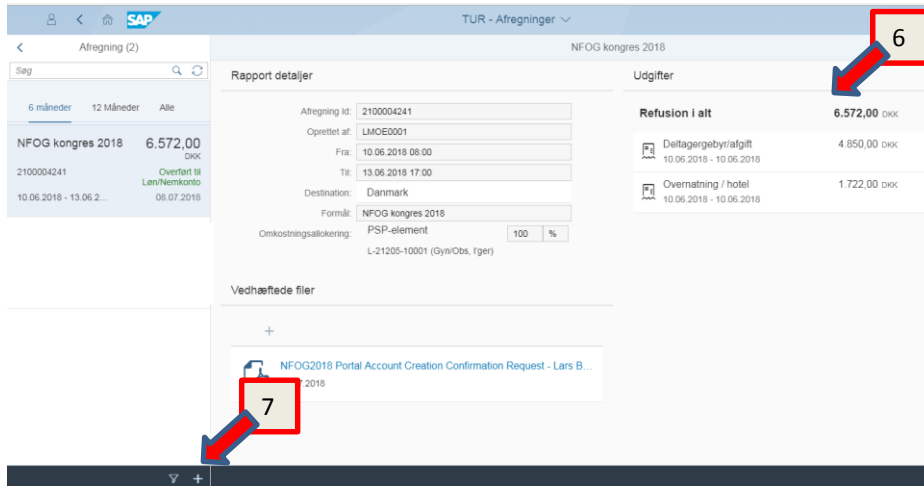 SAP
TUR - Afregninger
6
Afregning (2)
NFOG kongres 2018
Søg
6 måneder 12 Måneder Alle
NFOG kongres 2018 6.572,00
DKK
2100004241 Overført til
Løn/Nemkonto
10.06.2018 - 13.06.2... 08.07.2018
Rapport detaljer
Afregning Id: 2100004241
Oprettet af: LMOE0001
Fra: 10.06.2018 08:00
Til: 13.06.2018 17:00
Destination: Danmark
Formål: NFOG kongres 2018
Omkostningsallokering: PSP-element 100 %
L-21205-10001 (Gyn/Obs, l'ger)
Vedhæftede filer
+
NFOG2018 Portal Account Creation Confirmation Request - Lars B...
.2018
Udgifter
Refusion i alt 6.572,00 DKK
Deltagergebyr/afgift 4.850,00 DKK
10.06.2018 - 10.06.2018
Overnatning / hotel 1.722,00 DKK
10.06.2018 - 10.06.2018
7
+